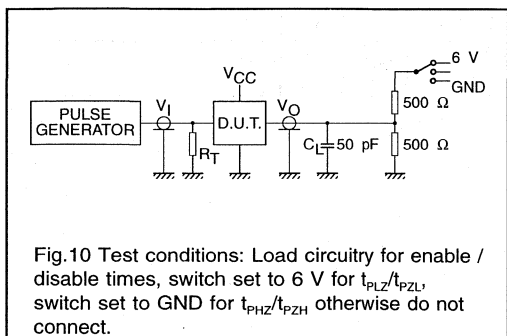 6 V
GND
V_CC
500 Ω
PULSE
GENERATOR
V_I
D.U.T.
V_O
R_T
C_L
50 pF
500 Ω
Fig.10 Test conditions: Load circuitry for enable /
disable times, switch set to 6 V for t_PLZ/t_PZL,
switch set to GND for t_PHZ/t_PZH otherwise do not
connect.